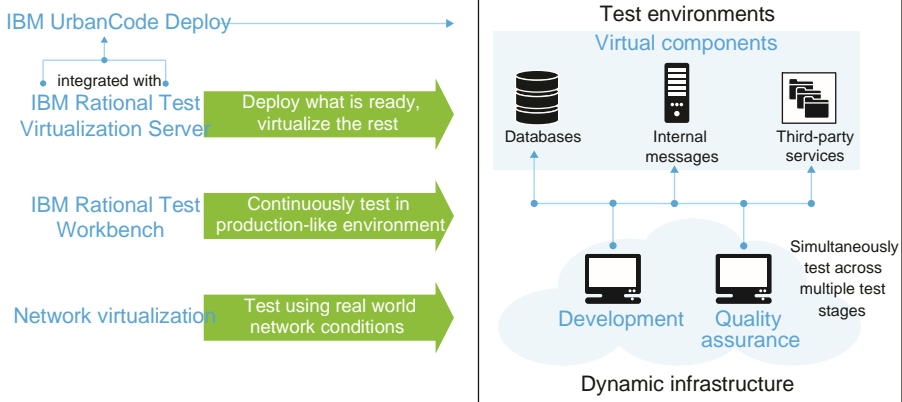 IBM UrbanCode Deploy
integrated with
IBM Rational Test
Virtualization Server
Deploy what is ready,
virtualize the rest
IBM Rational Test
Workbench
Continuously test in
production-like environment
Network virtualization
Test using real world
network conditions
Test environments
Virtual components
Databases
Internal
messages
Third-party
services
Simultaneously
test across
multiple test
stages
Development
Quality
assurance
Dynamic infrastructure